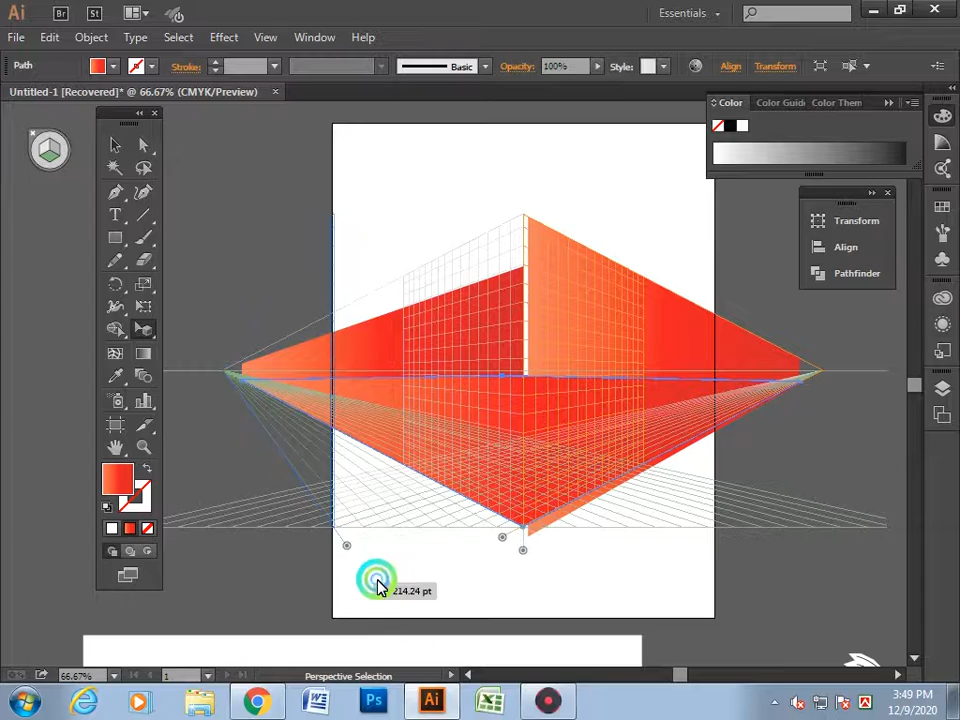 Ai Br St Essentials
File Edit Object Type Select Effect View Window Help
Path Stroke: Basic Opacity: 100% Style: Align Transform
Untitled-1 [Recovered]* @ 66.67% (CMYK/Preview)
Color Color Guid Color Them
Transform
Align
Pathfinder
T
214.24 pt
66.67% 1 Perspective Selection
W Ps Ai X
3:49 PM
12/9/2020